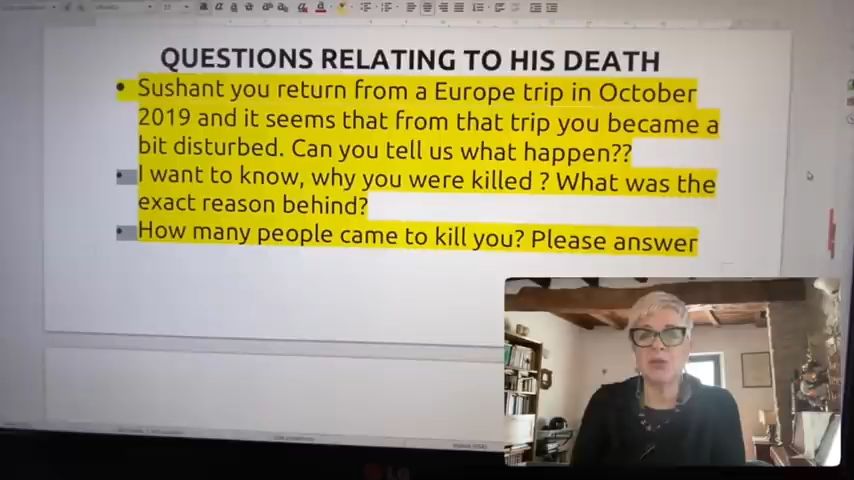 QUESTIONS RELATING TO HIS DEATH
Sushant you return from a Europe trip in October
2019 and it seems that from that trip you became a
bit disturbed. Can you tell us what happen??
I want to know, why you were killed ? What was the
exact reason behind?
How many people came to kill you? Please answer
LG